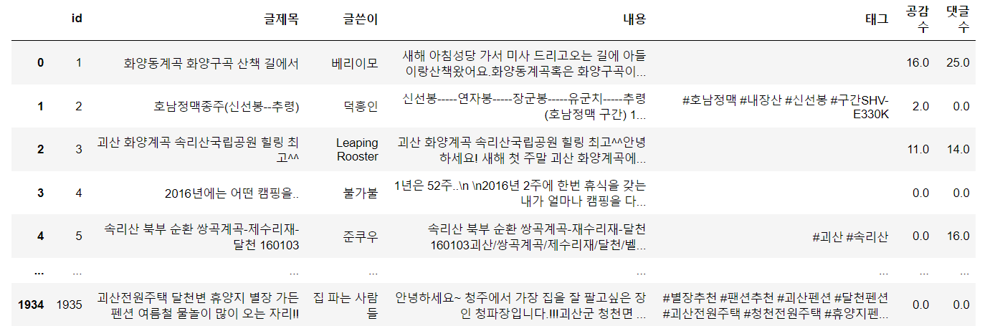 id 글제목 글쓴이 내용 태그 공감수 댓글수
0 1 화양동계곡 화양구곡 산책 길에서 베리이모 새해 아침성당 가서 미사 드리고오는 길에 아들이랑산책왔어요.화양동계곡혹은 화양구곡이... 16.0 25.0
1 2 호남정맥종주(신선봉--추령) 덕흥인 신선봉-----연자봉-----장군봉-----유군치-----추령(호남정맥 구간) 1... #호남정맥 #내장산 #신선봉 #구간SHV-E330K 2.0 0.0
2 3 괴산 화양계곡 속리산국립공원 힐링 최고^^ Leaping Rooster 괴산 화양계곡 속리산국립공원 힐링 최고^^안녕하세요! 새해 첫 주말 괴산 화양계곡에... 11.0 14.0
3 4 2016년에는 어떤 캠핑을.. 불가불 1년은 52주..\n \n2016년 2주에 한번 휴식을 갖는 내가 얼마나 캠핑을 다... 0.0 0.0
4 5 속리산 북부 순환 쌍곡계곡-제수리재-달천 160103 준쿠우 속리산 북부 순환 쌍곡계곡-재수리재-달천 160103괴산/쌍곡계곡/제수리재/달천/벨... #괴산 #속리산 0.0 16.0
... ... ... ... ... ... ... ...
1934 1935 괴산전원주택 달천변 휴양지 별장 가든 펜션 여름철 물놀이 많이 오는 자리!! 집 파는 사람들 안녕하세요~ 청주에서 가장 집을 잘 팔고싶은 장인 청파장입니다.!!!괴산군 청천면 ... #별장추천 #팬션추천 #괴산펜션 #달천펜션 #괴산전원주택 #청천전원주택 #휴양지펜... 0.0 0.0